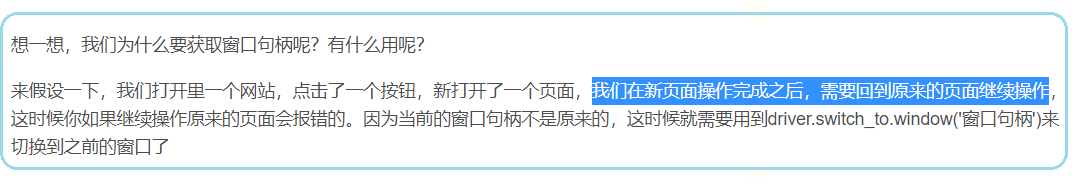 想一想，我们为什么要获取窗口句柄呢？有什么用呢？
来假设一下，我们打开里一个网站，点击了一个按钮，新打开了一个页面，我们在新页面操作完成之后，需要回到原来的页面继续操作，
这时候你如果继续操作原来的页面会报错的。因为当前的窗口句柄不是原来的，这时候就需要用到driver.switch_to.window('窗口句柄')来
切换到之前的窗口了